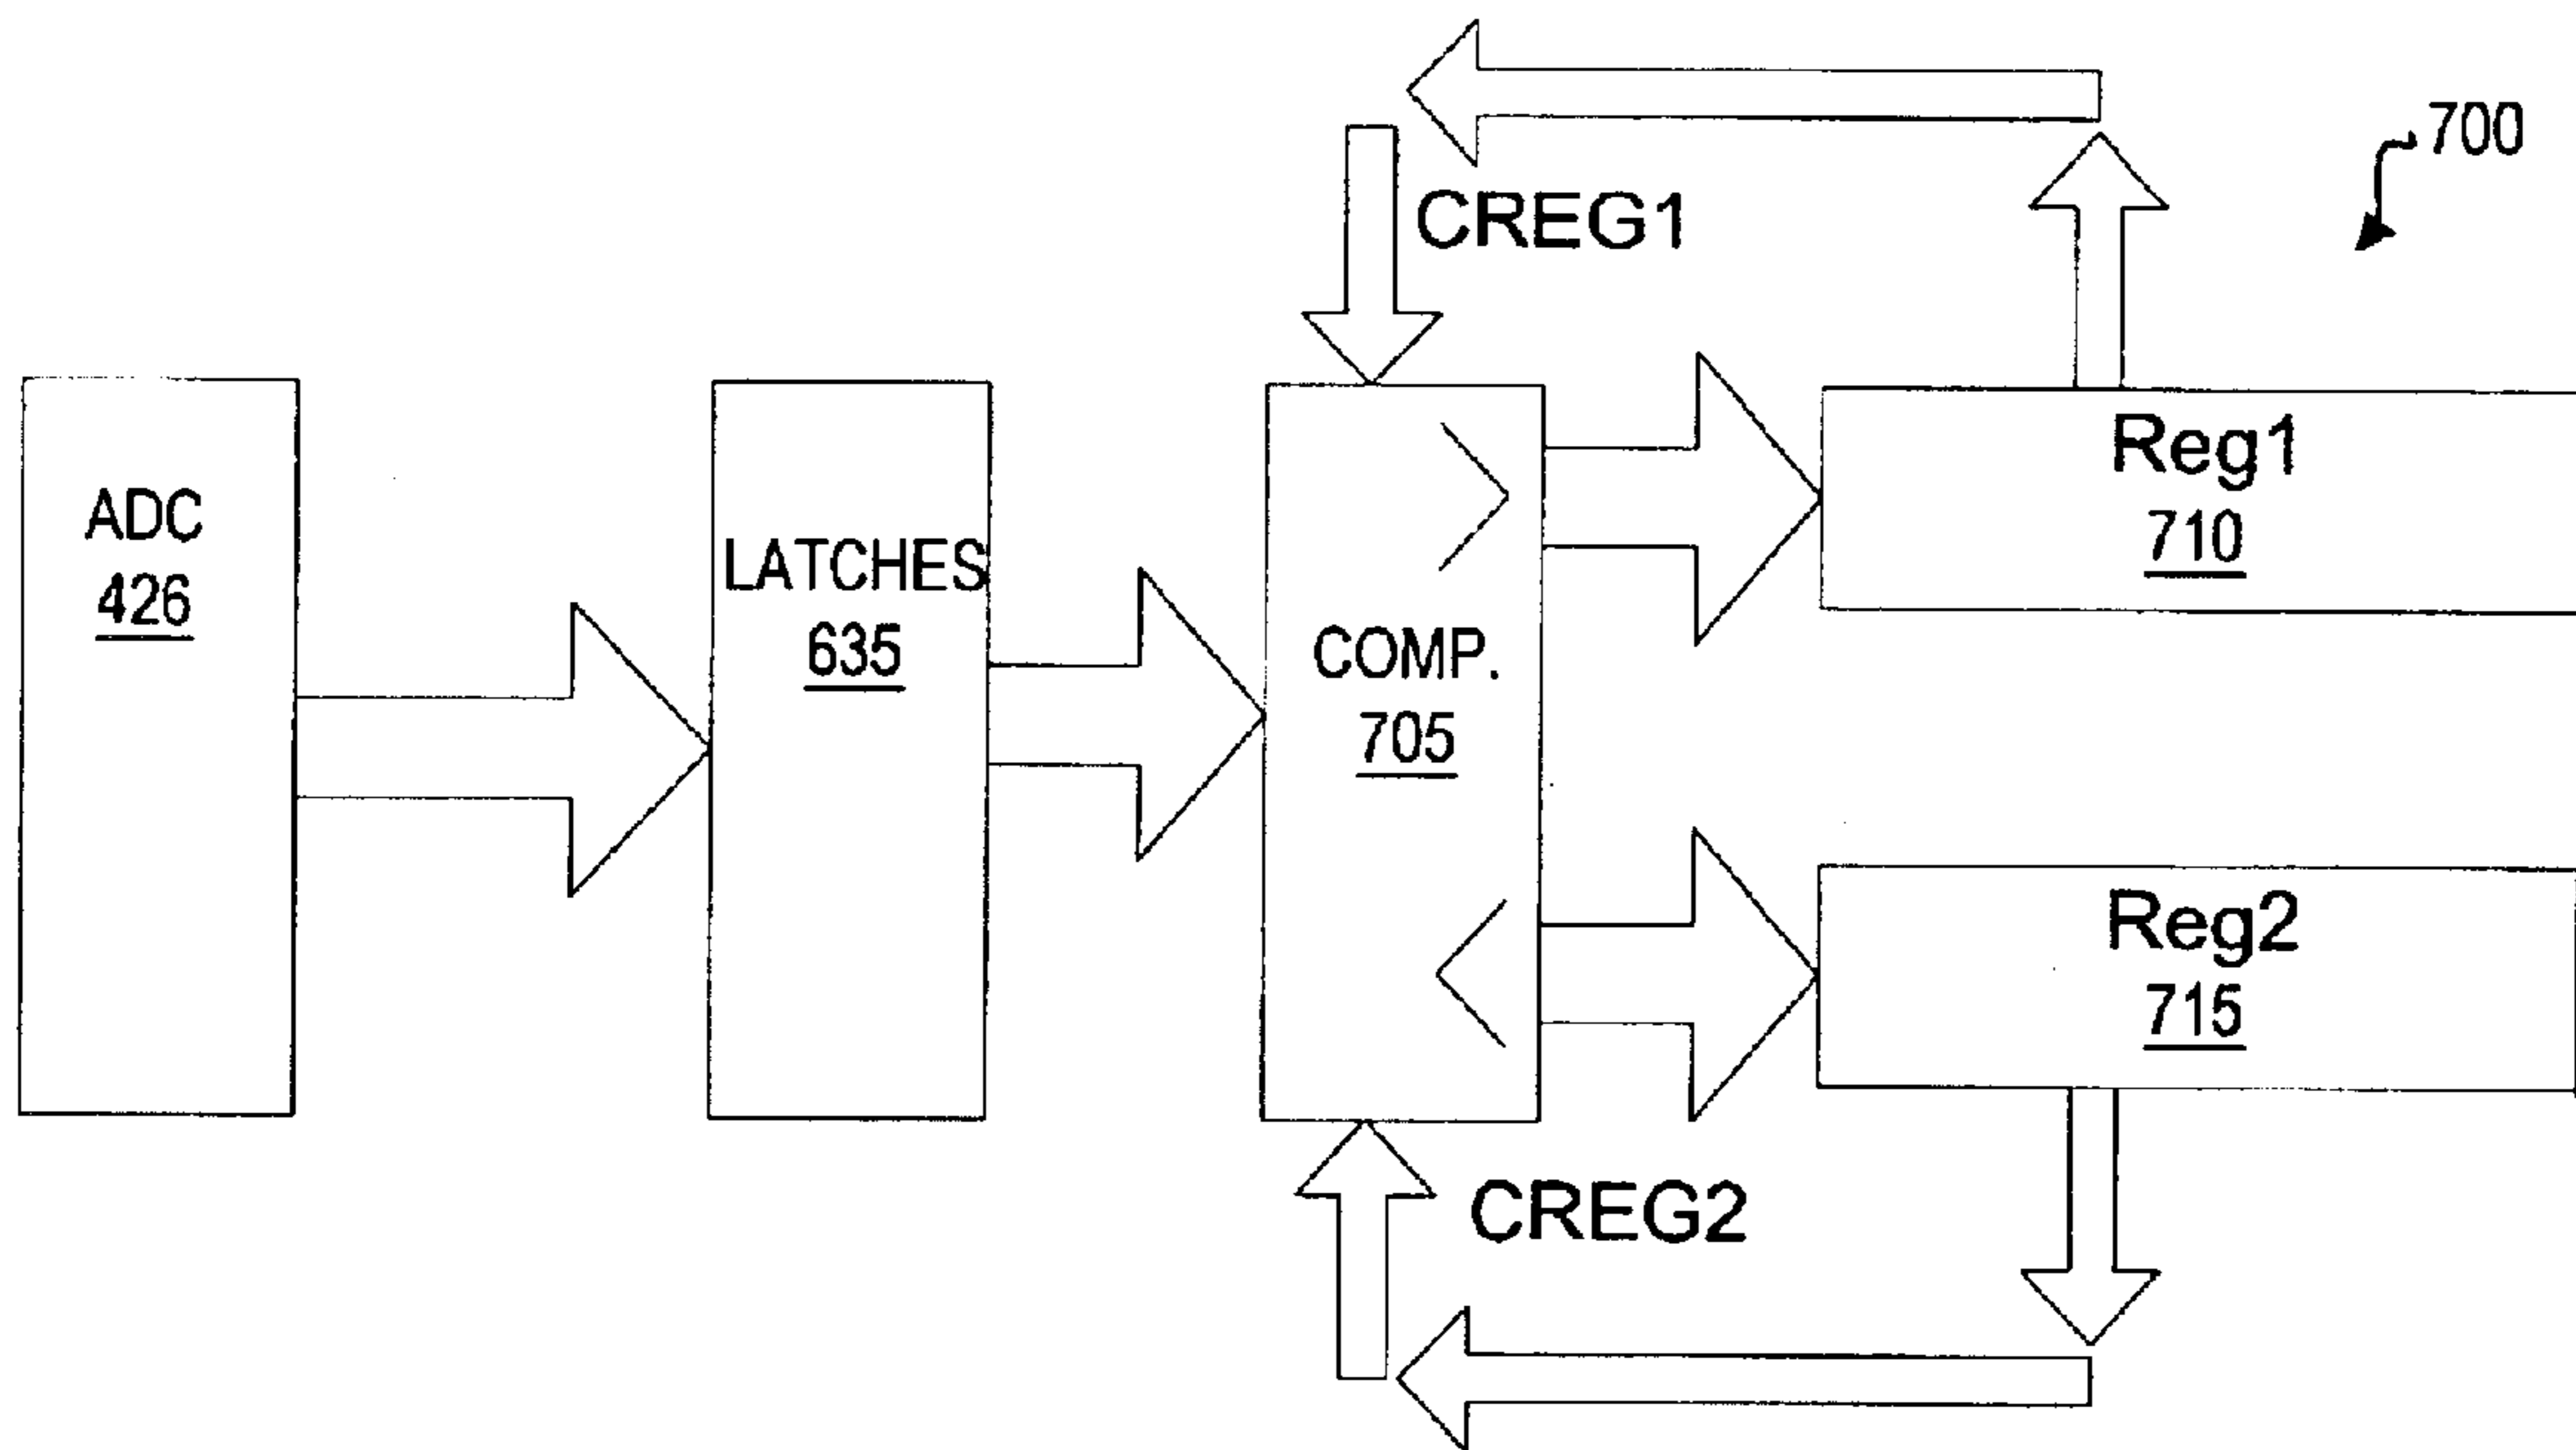 700
CREG1
ADC
426
LATCHES
635
COMP.
705
Reg1
710
Reg2
715
CREG2